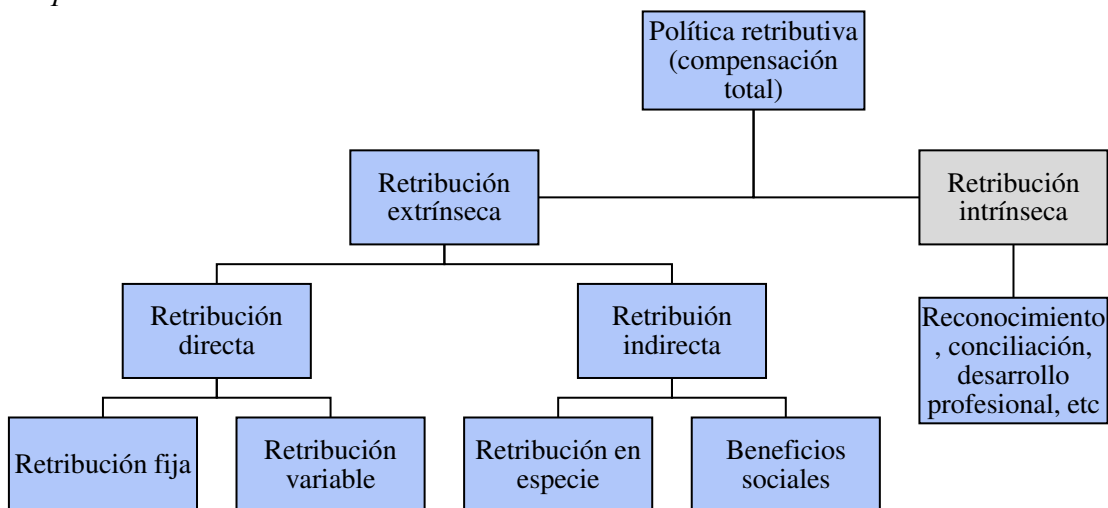 Política retributiva
(compensación
total)
Retribución
extrínseca
Retribución
intrínseca
Retribución
directa
Retribuión
indirecta
Reconocimiento
, conciliación,
desarrollo
profesional, etc
Retribución fija
Retribución
variable
Retribución en
especie
Beneficios
sociales